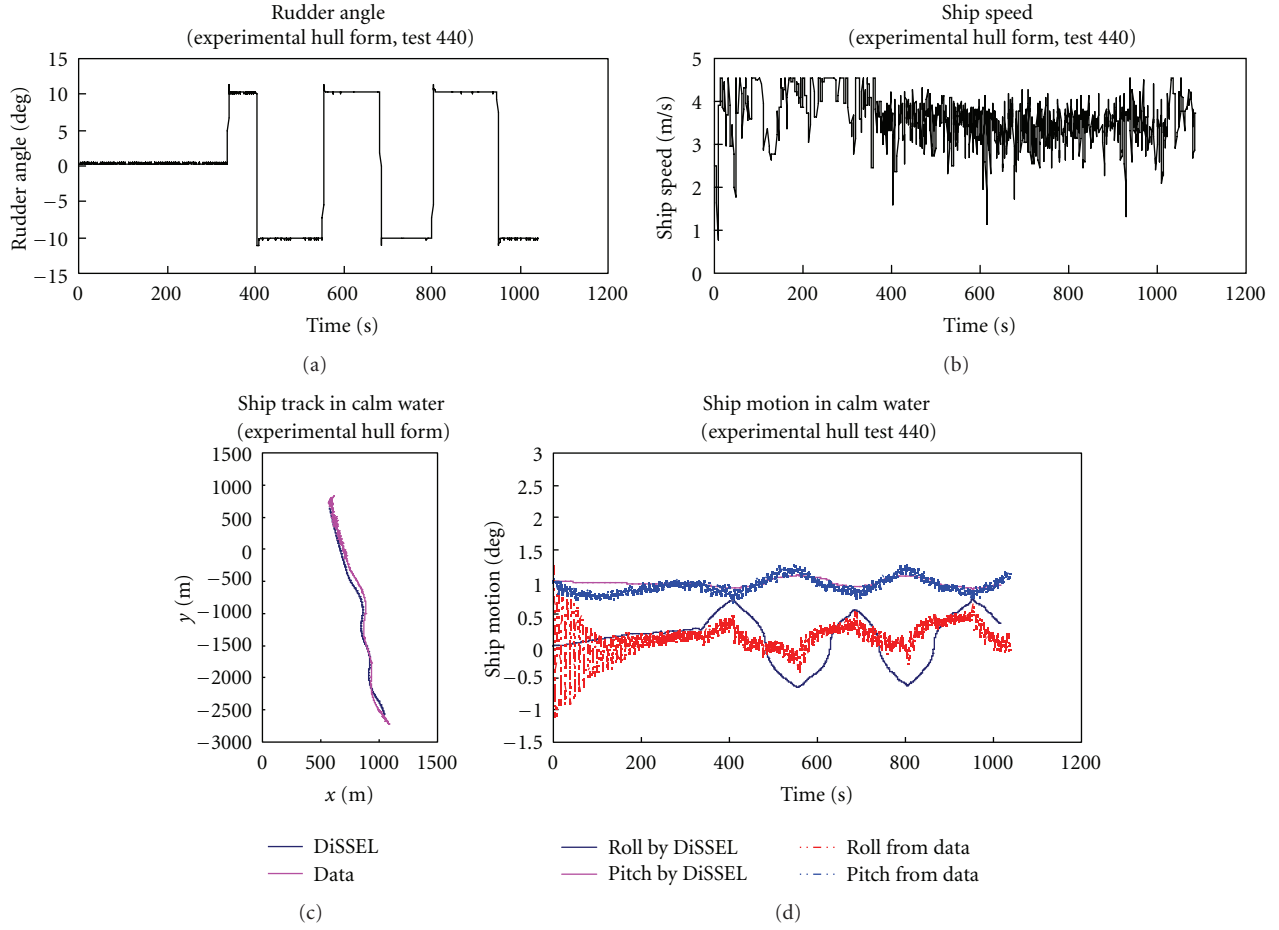 Rudder angle
(experimental hull form, test 440)
15
10
5
0
−5
−10
−15
Rudder angle (deg)
0 200 400 600 800 1000 1200
Time (s)
(a)
Ship speed
(experimental hull form, test 440)
5
4
3
2
1
0
Ship speed (m/s)
0 200 400 600 800 1000 1200
Time (s)
(b)
Ship track in calm water
(experimental hull form)
1500
1000
500
0
−500
−1000
−1500
−2000
−2500
−3000
y (m)
0 500 1000 1500
x (m)
DiSSEL
Data
(c)
Ship motion in calm water
(experimental hull test 440)
3
2.5
2
1.5
1
0.5
0
−0.5
−1
−1.5
Ship motion (deg)
0 200 400 600 800 1000 1200
Time (s)
Roll by DiSSEL
Pitch by DiSSEL
Roll from data
Pitch from data
(d)